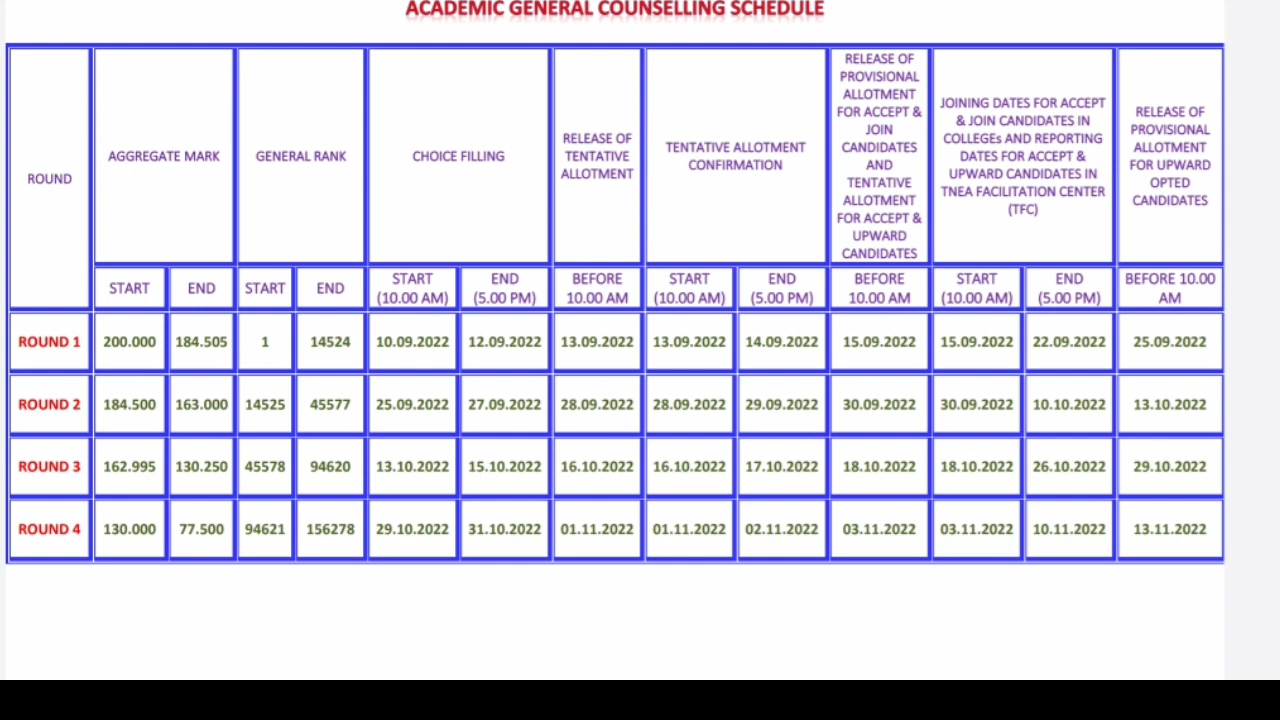 ACADEMIC GENERAL COUNSELLING SCHEDULE
ROUND
AGGREGATE MARK
GENERAL RANK
CHOICE FILLING
RELEASE OF
TENTATIVE
ALLOTMENT
TENTATIVE ALLOTMENT
CONFIRMATION
RELEASE OF
PROVISIONAL
ALLOTMENT
FOR ACCEPT &
JOIN
CANDIDATES
AND
TENTATIVE
ALLOTMENT
FOR ACCEPT &
UPWARD
CANDIDATES
JOINING DATES FOR ACCEPT
& JOIN CANDIDATES IN
COLLEGEs AND REPORTING
DATES FOR ACCEPT &
UPWARD CANDIDATES IN
TNEA FACILITATION CENTER
(TFC)
RELEASE OF
PROVISIONAL
ALLOTMENT
FOR UPWARD
OPTED
CANDIDATES
START
END
START
END
START
(10.00 AM)
END
(5.00 PM)
BEFORE
10.00 AM
START
(10.00 AM)
END
(5.00 PM)
BEFORE
10.00 AM
START
(10.00 AM)
END
(5.00 PM)
BEFORE 10.00
AM
ROUND 1 200.000 184.505 1 14524 10.09.2022 12.09.2022 13.09.2022 13.09.2022 14.09.2022 15.09.2022 15.09.2022 22.09.2022 25.09.2022
ROUND 2 184.500 163.000 14525 45577 25.09.2022 27.09.2022 28.09.2022 28.09.2022 29.09.2022 30.09.2022 30.09.2022 10.10.2022 13.10.2022
ROUND 3 162.995 130.250 45578 94620 13.10.2022 15.10.2022 16.10.2022 16.10.2022 17.10.2022 18.10.2022 18.10.2022 26.10.2022 29.10.2022
ROUND 4 130.000 77.500 94621 156278 29.10.2022 31.10.2022 01.11.2022 01.11.2022 02.11.2022 03.11.2022 03.11.2022 10.11.2022 13.11.2022